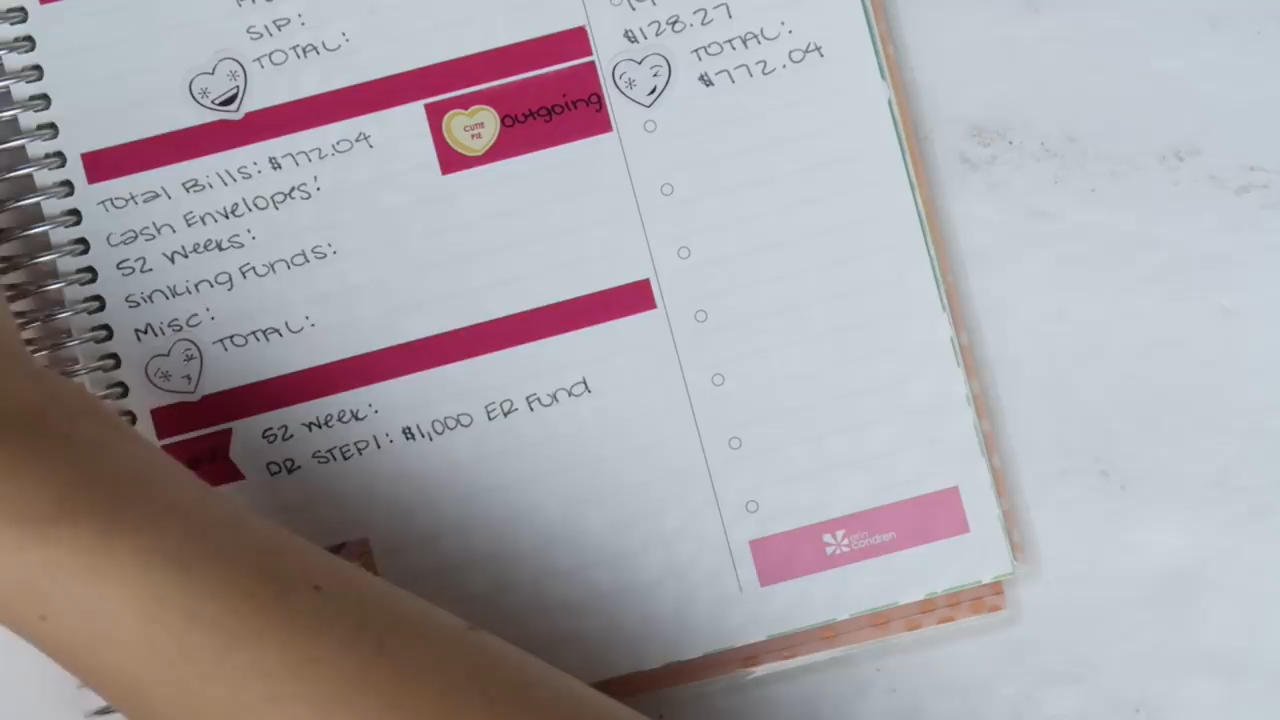 SIP:
TOTAL:
CUTIE
PIE
Outgoing
Total Bills: $772.04
Cash Envelopes:
52 Weeks:
Sinking Funds:
Misc:
TOTAL:
52 Week:
DR STEP1: $1,000 ER Fund
$128.27
TOTAL:
$772.04
erin
condren